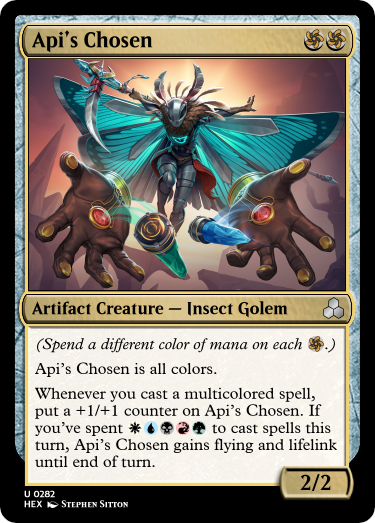 Api's Chosen
Artifact Creature — Insect Golem
(Spend a different color of mana on each .)
Api's Chosen is all colors.
Whenever you cast a multicolored spell,
put a +1/+1 counter on Api's Chosen. If
you've spent to cast spells this
turn, Api's Chosen gains flying and lifelink
until end of turn.
2/2
U 0282
HEX Stephen Sitton